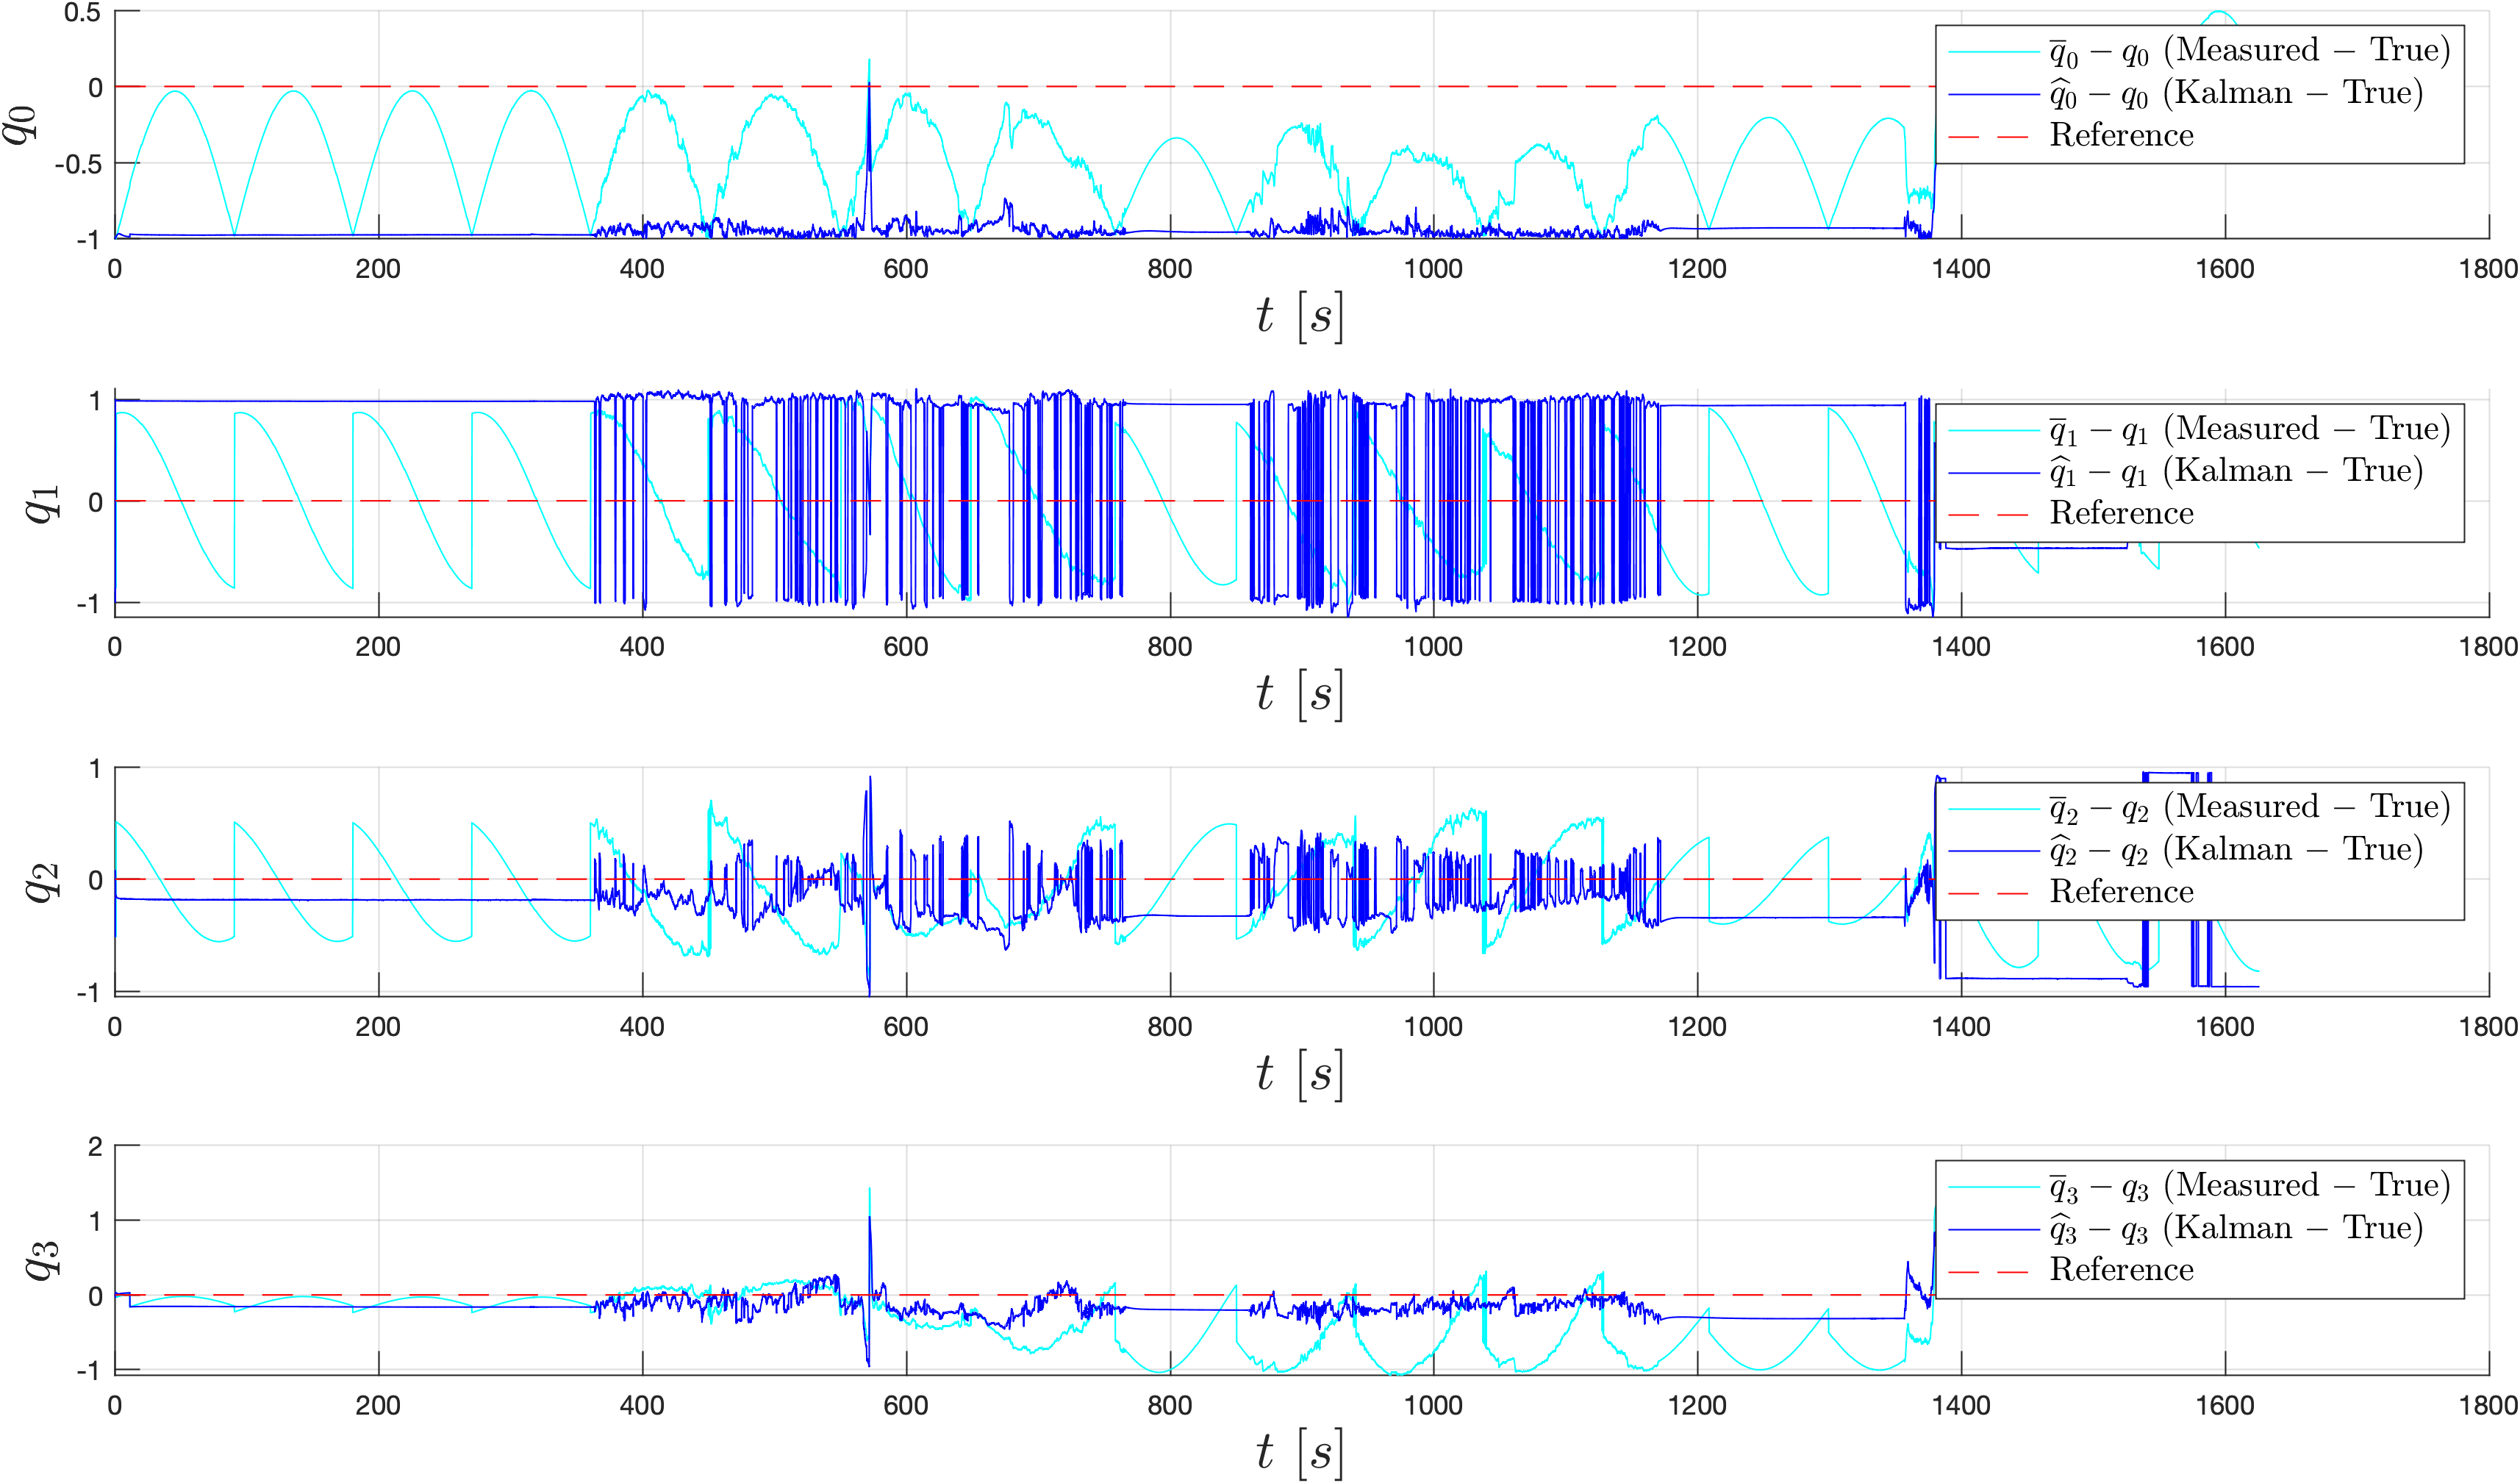 0.5
0
-0.5
-1
q₀
q̅₀ − q₀ (Measured − True)
q̂₀ − q₀ (Kalman − True)
Reference
0 200 400 600 800 1000 1200 1400 1600 1800
t [s]
1
0
-1
q₁
q̅₁ − q₁ (Measured − True)
q̂₁ − q₁ (Kalman − True)
Reference
0 200 400 600 800 1000 1200 1400 1600 1800
t [s]
1
0
-1
q₂
q̅₂ − q₂ (Measured − True)
q̂₂ − q₂ (Kalman − True)
Reference
0 200 400 600 800 1000 1200 1400 1600 1800
t [s]
2
1
0
-1
q₃
q̅₃ − q₃ (Measured − True)
q̂₃ − q₃ (Kalman − True)
Reference
0 200 400 600 800 1000 1200 1400 1600 1800
t [s]